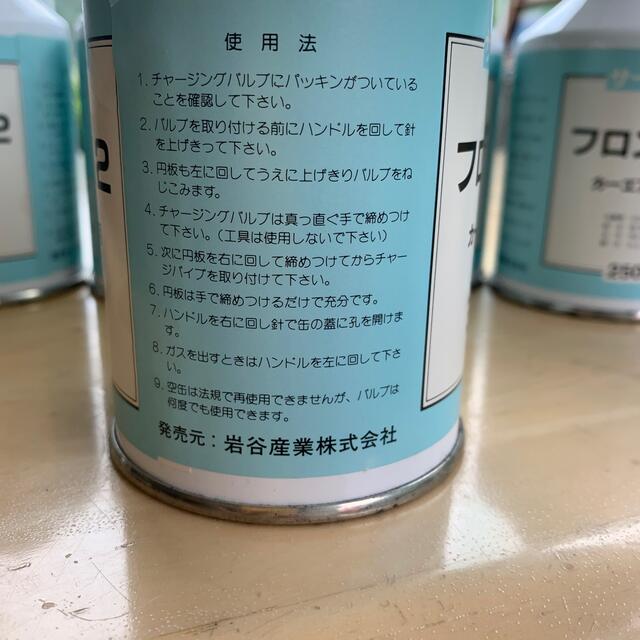 使用法
1. チャージングバルブにパッキンがついている
ことを確認して下さい。
2. バルブを取り付ける前にハンドルを回して針
を上げきって下さい。
3. 円板も左に回してうえに上げきりバルブをね
じこみます。
4. チャージングバルブは真っ直ぐ手で締めつけ
て下さい。(工具は使用しないで下さい)
5. 次に円板を右に回して締めつけてからチャー
ジパイプを取り付けて下さい。
6. 円板は手で締めつけるだけで充分です。
7. ハンドルを右に回し針で缶の蓋に孔を開けま
す。
8. ガスを出すときはハンドルを左に回して下さ
い。
9. 空缶は法規で再使用できませんが、バルブは
何度でも使用できます。
発売元：岩谷産業株式会社
2
フロ
カ
サー
フロン
カーエ
250